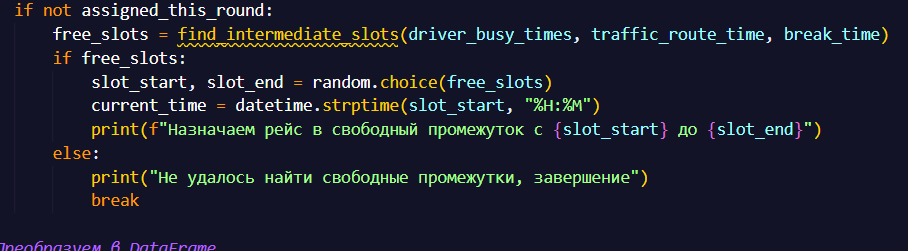 if not assigned_this_round:
free_slots = find_intermediate_slots(driver_busy_times, traffic_route_time, break_time)
if free_slots:
slot_start, slot_end = random.choice(free_slots)
current_time = datetime.strptime(slot_start, "%H:%M")
print(f"Назначаем рейс в свободный промежуток с {slot_start} до {slot_end}")
else:
print("Не удалось найти свободные промежутки, завершение")
break
Преобразуем в DataFrame